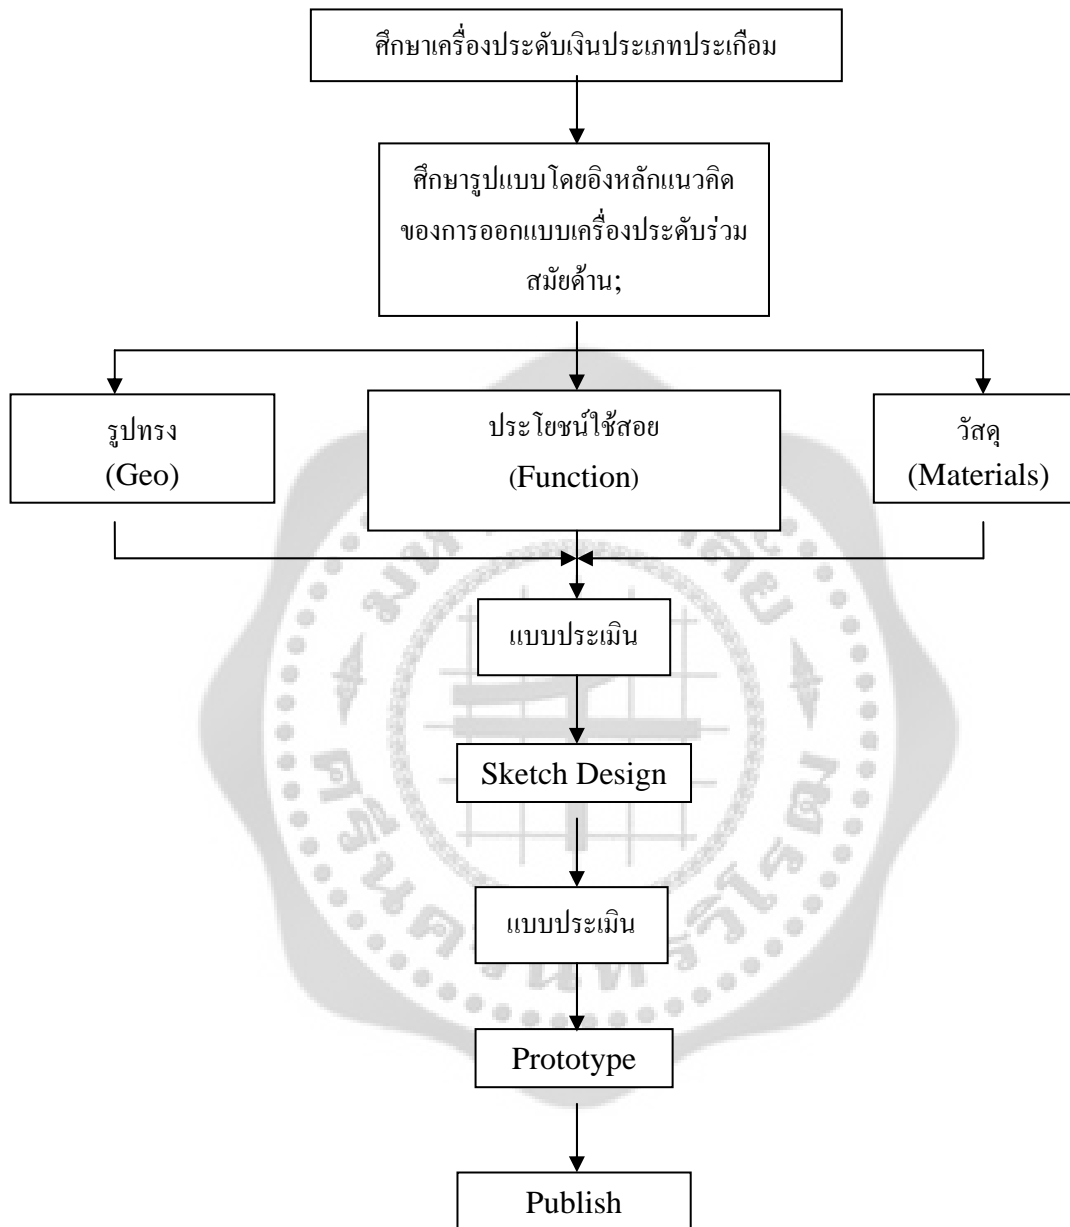 ศึกษาเครื่องประดับเงินประเภทประเกือม
ศึกษารูปแบบโดยอิงหลักแนวคิด
ของการออกแบบเครื่องประดับร่วม
สมัยด้าน;
รูปทรง
(Geo)
ประโยชน์ใช้สอย
(Function)
วัสดุ
(Materials)
แบบประเมิน
Sketch Design
แบบประเมิน
Prototype
Publish